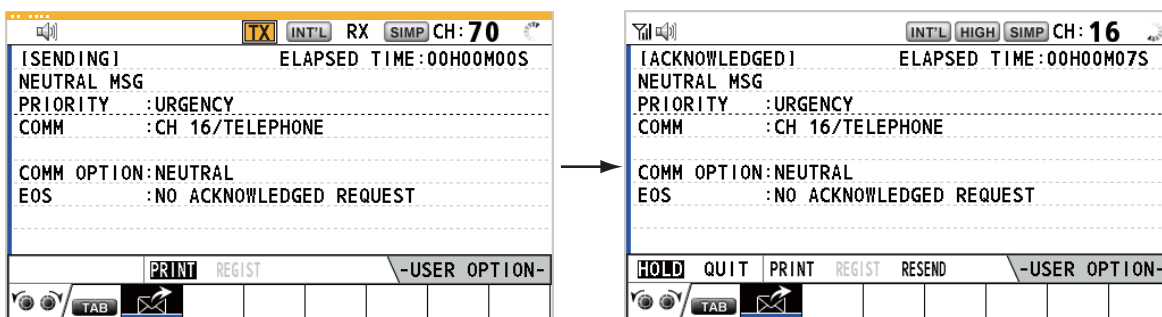 TX INT'L RX SIMP CH:70
[SENDING] ELAPSED TIME:00H00M00S
NEUTRAL MSG
PRIORITY :URGENCY
COMM :CH 16/TELEPHONE
COMM OPTION:NEUTRAL
EOS :NO ACKNOWLEDGED REQUEST
PRINT REGIST \-USER OPTION-
TAB
INT'L HIGH SIMP CH:16
[ACKNOWLEDGED] ELAPSED TIME:00H00M07S
NEUTRAL MSG
PRIORITY :URGENCY
COMM :CH 16/TELEPHONE
COMM OPTION:NEUTRAL
EOS :NO ACKNOWLEDGED REQUEST
HOLD QUIT PRINT REGIST RESEND \-USER OPTION-
TAB